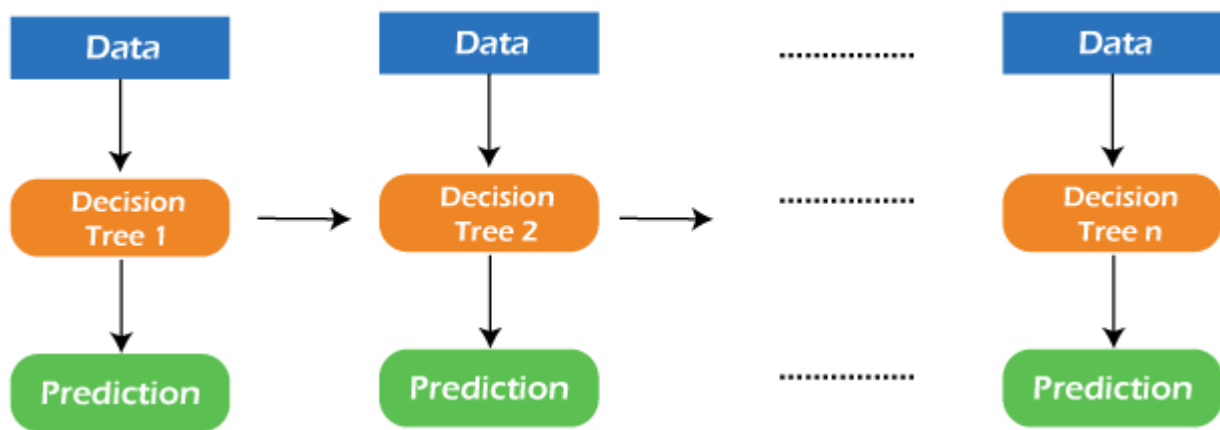 Data
Data
Data
Decision
Tree 1
Decision
Tree 2
Decision
Tree n
Prediction
Prediction
Prediction